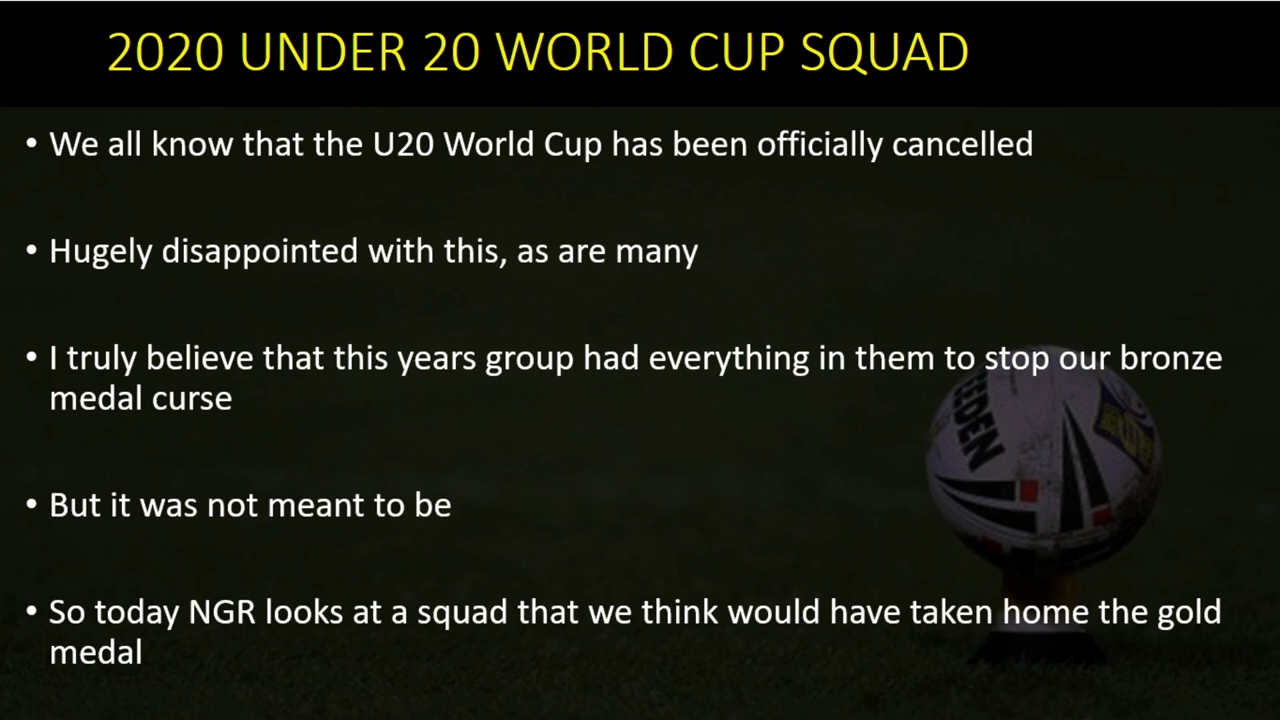 2020 UNDER 20 WORLD CUP SQUAD
• We all know that the U20 World Cup has been officially cancelled
• Hugely disappointed with this, as are many
• I truly believe that this years group had everything in them to stop our bronze
medal curse
• But it was not meant to be
• So today NGR looks at a squad that we think would have taken home the gold
medal